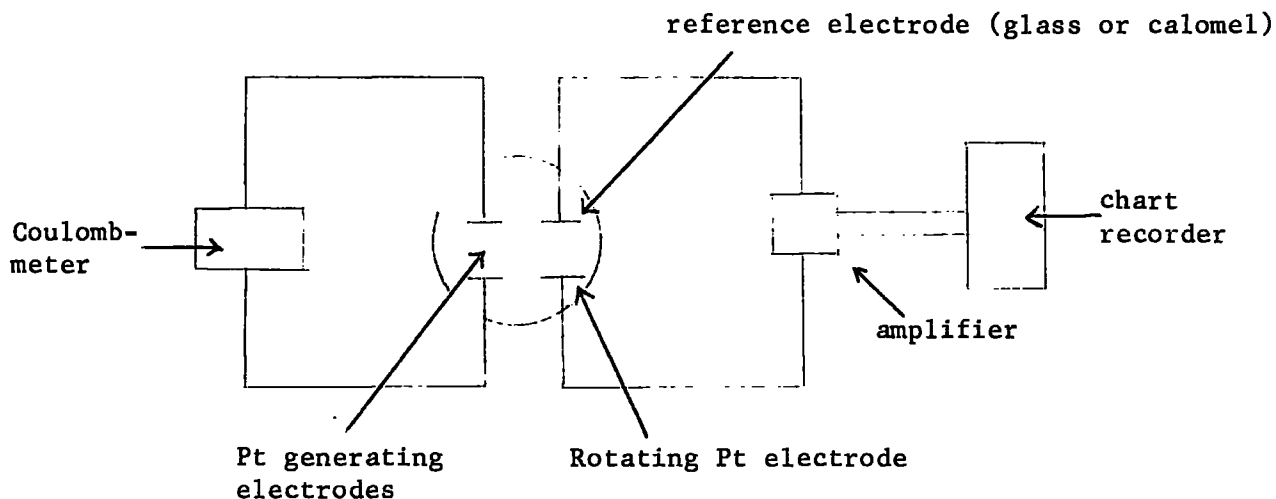 reference electrode (glass or calomel)
Coulomb-
meter
chart
recorder
amplifier
Pt generating
electrodes
Rotating Pt electrode